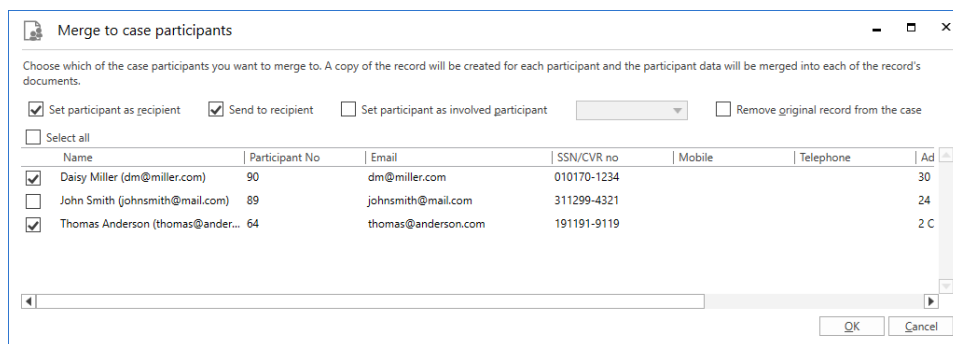 Merge to case participants
Choose which of the case participants you want to merge to. A copy of the record will be created for each participant and the participant data will be merged into each of the record's
documents.
Set participant as recipient Send to recipient Set participant as involved participant Remove original record from the case
Select all
Name Participant No Email SSN/CVR no Mobile Telephone Ad
Daisy Miller (dm@miller.com) 90 dm@miller.com 010170-1234 30
John Smith (johnsmith@mail.com) 89 johnsmith@mail.com 311299-4321 24
Thomas Anderson (thomas@ander... 64 thomas@anderson.com 191191-9119 2 C
OK Cancel